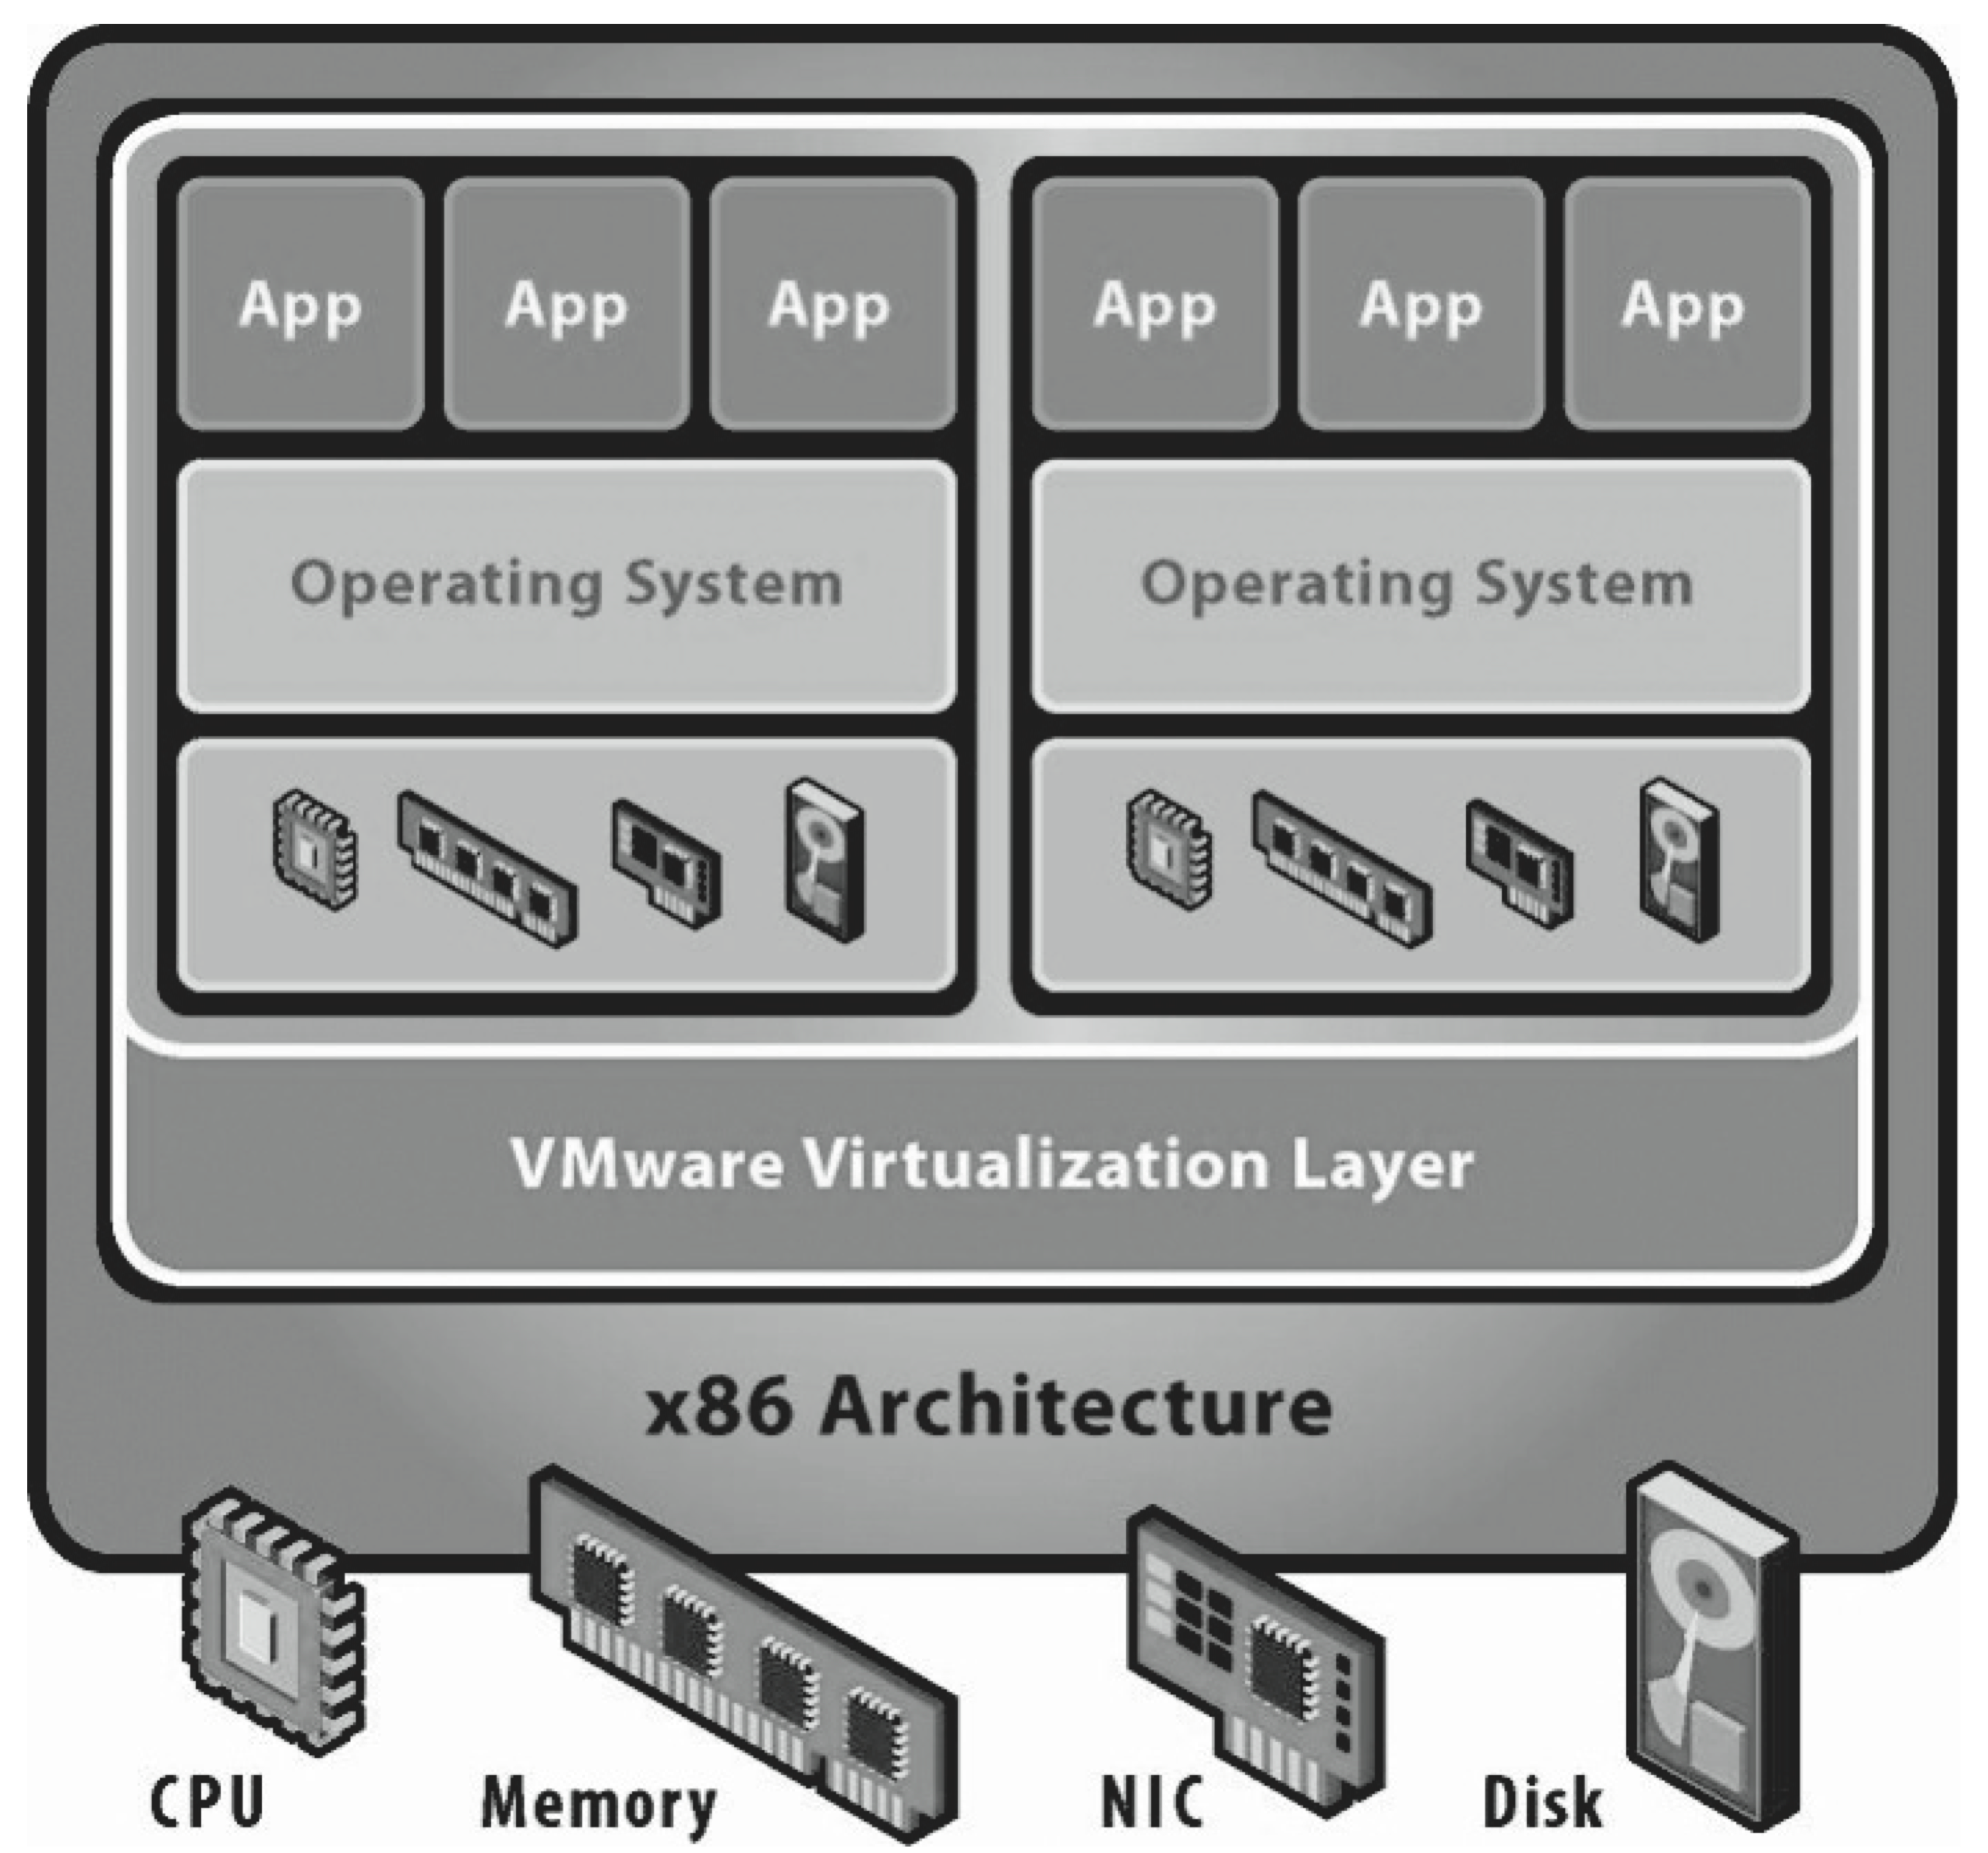 App App App App App App
Operating System Operating System
VMware Virtualization Layer
x86 Architecture
CPU Memory NIC Disk